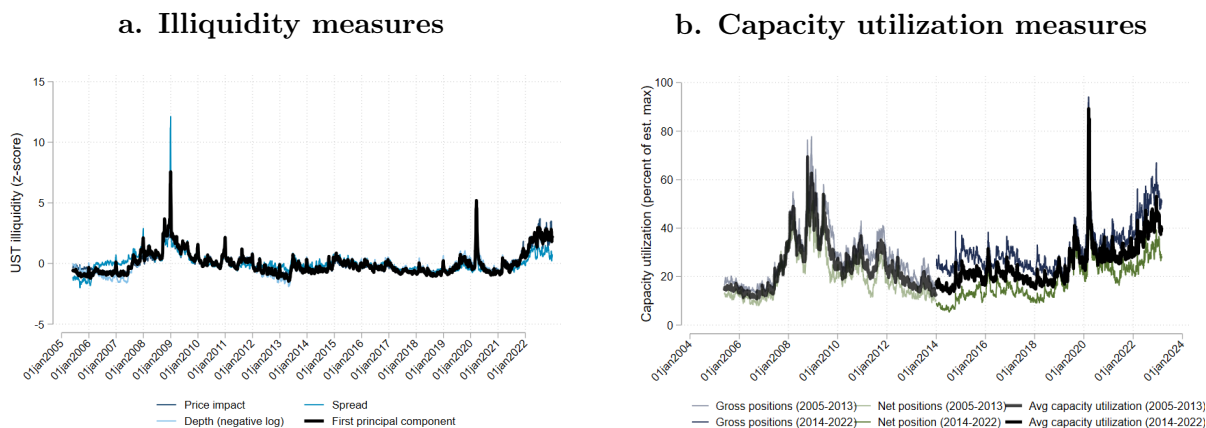 a. Illiquidity measures
UST illiquidity (z-score)
15
10
5
0
-5
01jan2005
01jan2006
01jan2007
01jan2008
01jan2009
01jan2010
01jan2011
01jan2012
01jan2013
01jan2014
01jan2015
01jan2016
01jan2017
01jan2018
01jan2019
01jan2020
01jan2021
01jan2022
Price impact
Spread
Depth (negative log)
First principal component
b. Capacity utilization measures
Capacity utilization (percent of est. max)
100
80
60
40
20
0
01jan2004
01jan2006
01jan2008
01jan2010
01jan2012
01jan2014
01jan2016
01jan2018
01jan2020
01jan2022
01jan2024
Gross positions (2005-2013)
Net positions (2005-2013)
Avg capacity utilization (2005-2013)
Gross positions (2014-2022)
Net position (2014-2022)
Avg capacity utilization (2014-2022)